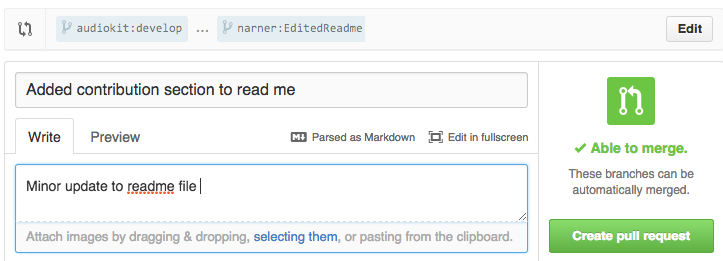 audiokit:develop ... narner:EditedReadme Edit
Added contribution section to read me
Write Preview Parsed as Markdown Edit in fullscreen
Minor update to readme file
Attach images by dragging & dropping, selecting them, or pasting from the clipboard.
✓ Able to merge.
These branches can be
automatically merged.
Create pull request